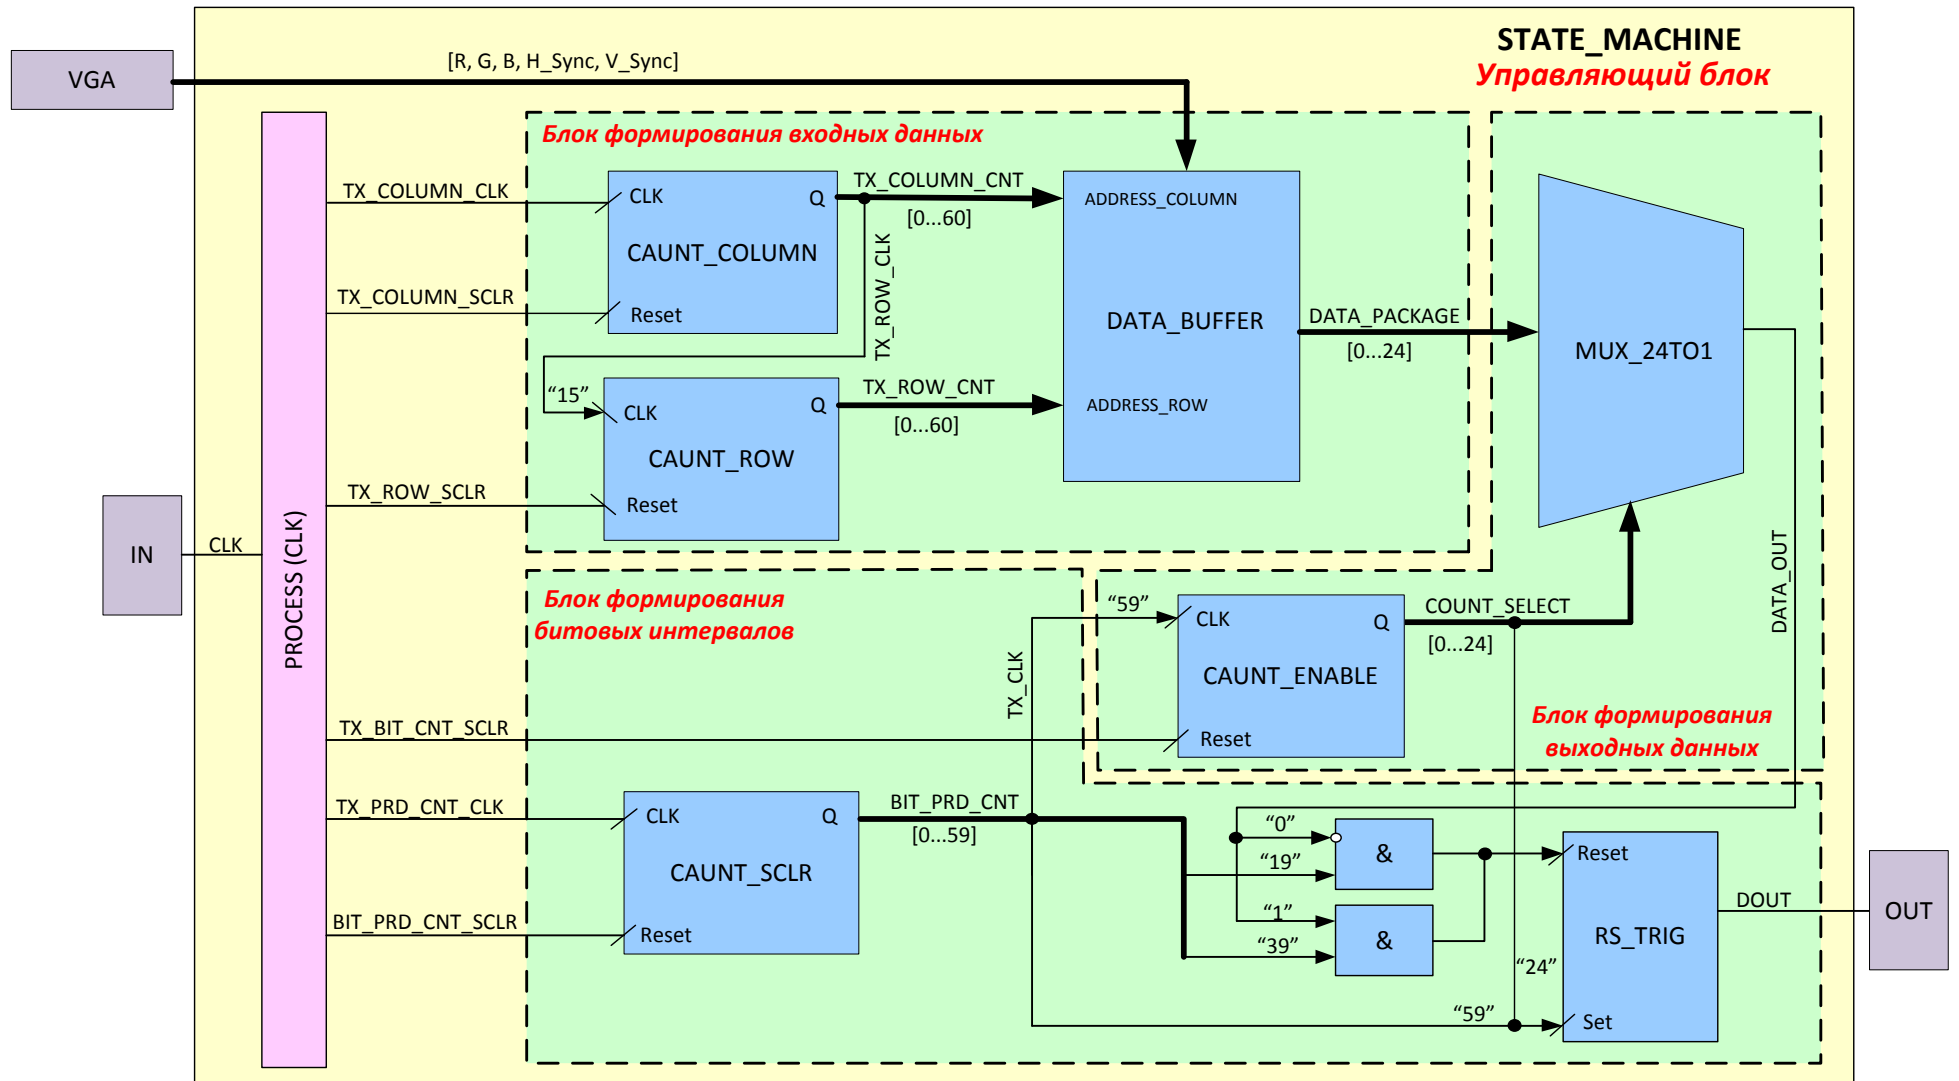 STATE_MACHINE
Управляющий блок
VGA
[R, G, B, H_Sync, V_Sync]
IN
CLK
PROCESS (CLK)
TX_COLUMN_CLK
TX_COLUMN_SCLR
TX_ROW_SCLR
TX_BIT_CNT_SCLR
TX_PRD_CNT_CLK
BIT_PRD_CNT_SCLR
Блок формирования входных данных
CLK
Q
CAUNT_COLUMN
Reset
TX_COLUMN_CNT
[0...60]
TX_ROW_CLK
“15”
CLK
Q
CAUNT_ROW
Reset
TX_ROW_CNT
[0...60]
ADDRESS_COLUMN
DATA_BUFFER
ADDRESS_ROW
DATA_PACKAGE
[0...24]
MUX_24TO1
DATA_OUT
Блок формирования
битовых интервалов
“59”
TX_CLK
CLK
Q
CAUNT_ENABLE
Reset
COUNT_SELECT
[0...24]
Блок формирования
выходных данных
CLK
Q
CAUNT_SCLR
Reset
BIT_PRD_CNT
[0...59]
“0”
“19”
&
“1”
“39”
&
“24”
“59”
Reset
RS_TRIG
Set
DOUT
OUT